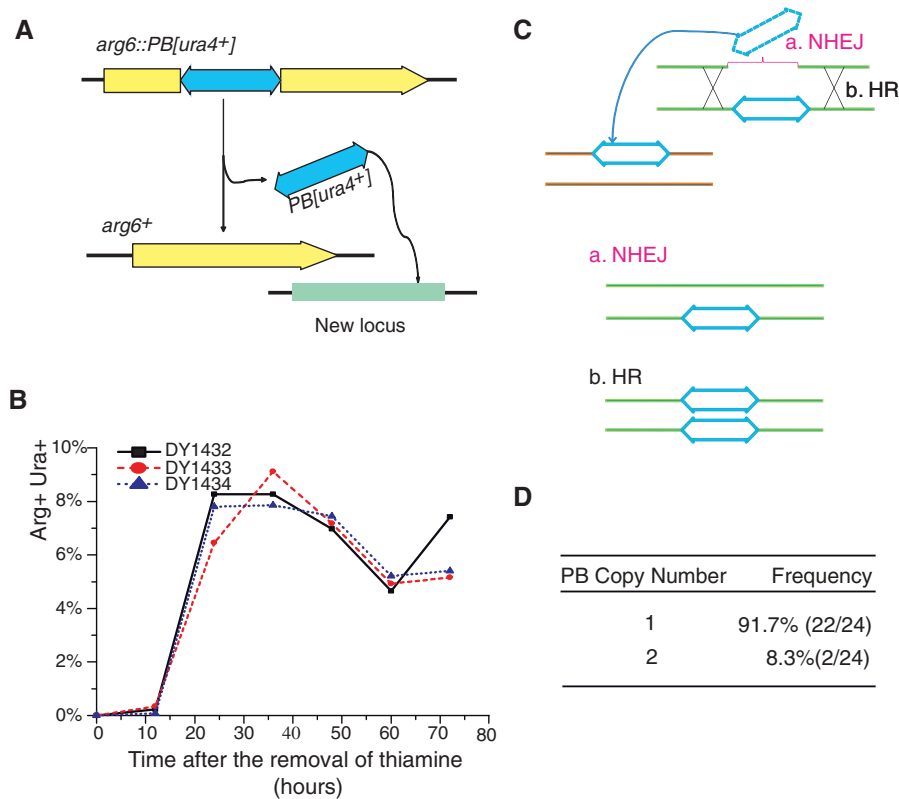 A
arg6::PB[ura4+]
PB[ura4+]
arg6+
New locus
B
10%
8%
6%
4%
2%
0%
Arg+ Ura+
DY1432
DY1433
DY1434
0 10 20 30 40 50 60 70 80
Time after the removal of thiamine
(hours)
C
a. NHEJ
b. HR
a. NHEJ
b. HR
D
PB Copy Number Frequency
1 91.7% (22/24)
2 8.3%(2/24)